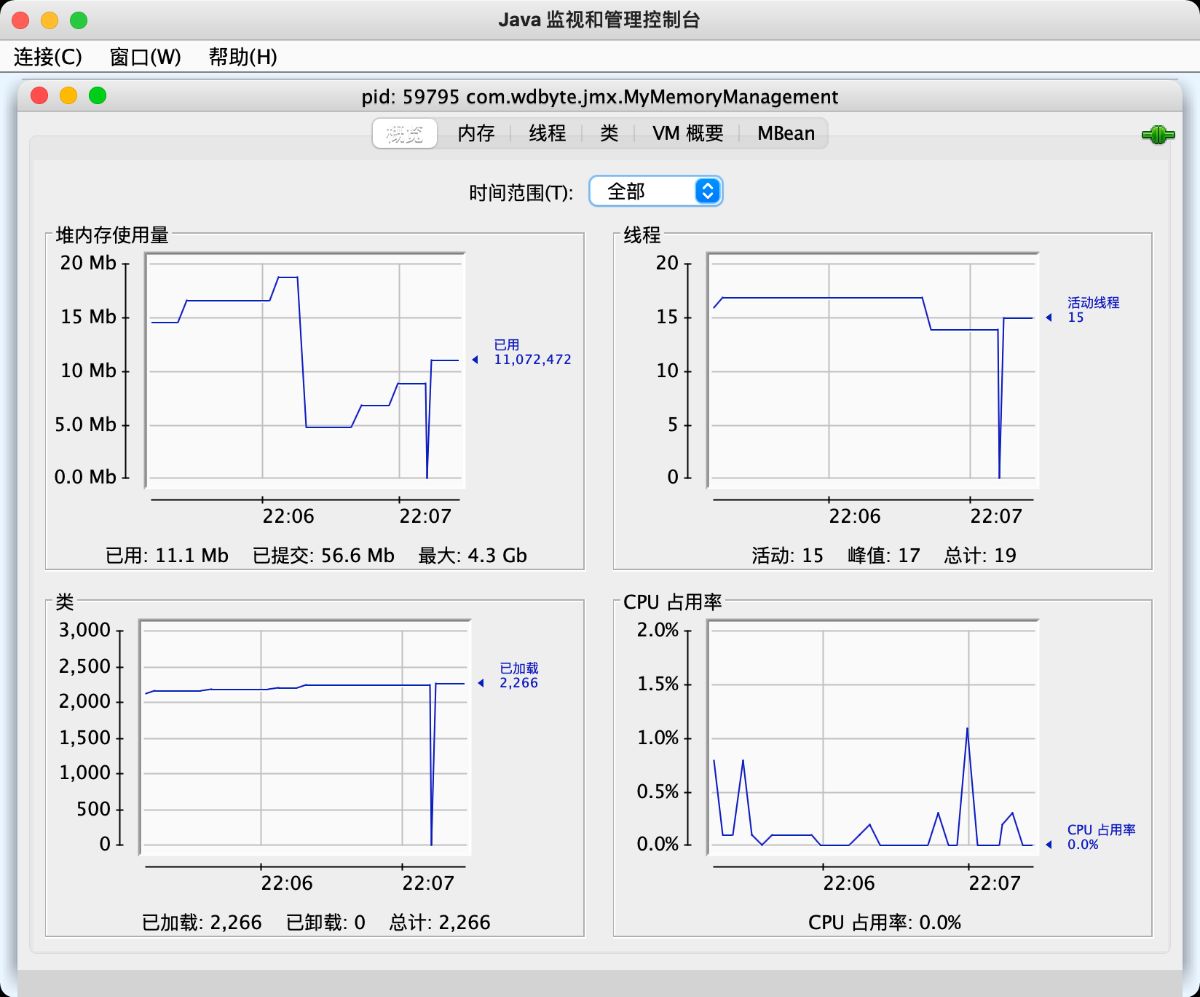 Java 监视和管理控制台
连接(C) 窗口(W) 帮助(H)
pid: 59795 com.wdbyte.jmx.MyMemoryManagement
概览 内存 线程 类 VM 概要 MBean
时间范围(T): 全部
堆内存使用量
20 Mb
15 Mb
10 Mb
5.0 Mb
0.0 Mb
已用
11,072,472
22:06 22:07
已用: 11.1 Mb 已提交: 56.6 Mb 最大: 4.3 Gb
线程
20
15
10
5
0
活动线程
15
22:06 22:07
活动: 15 峰值: 17 总计: 19
类
3,000
2,500
2,000
1,500
1,000
500
0
已加载
2,266
22:06 22:07
已加载: 2,266 已卸载: 0 总计: 2,266
CPU 占用率
2.0%
1.5%
1.0%
0.5%
0.0%
CPU 占用率
0.0%
22:06 22:07
CPU 占用率: 0.0%